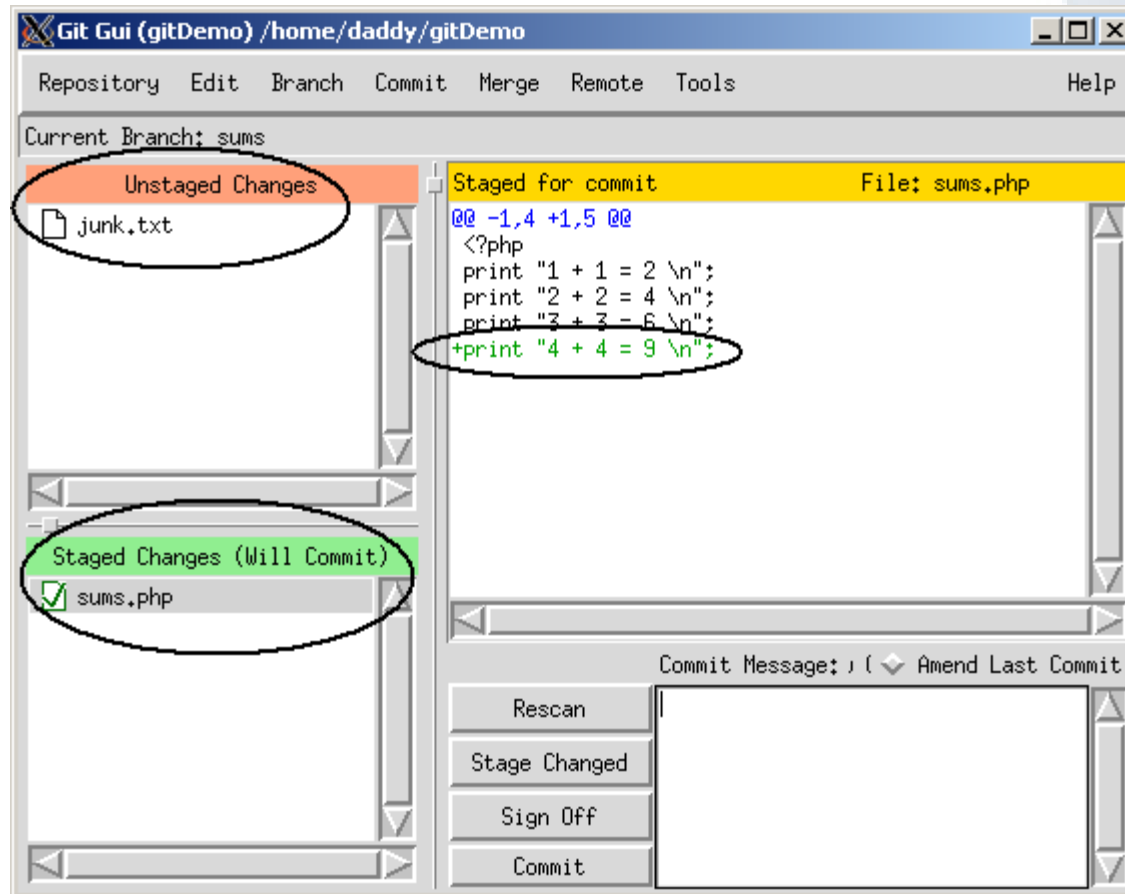 Git Gui (gitDemo) /home/daddy/gitDemo
Repository Edit Branch Commit Merge Remote Tools Help
Current Branch: sums
Unstaged Changes
junk.txt
Staged Changes (Will Commit)
sums.php
Staged for commit File: sums.php
@@ -1,4 +1,5 @@
<?php
print "1 + 1 = 2 \n";
print "2 + 2 = 4 \n";
print "3 + 3 = 6 \n";
+print "4 + 4 = 9 \n";
Commit Message: Amend Last Commit
Rescan
Stage Changed
Sign Off
Commit